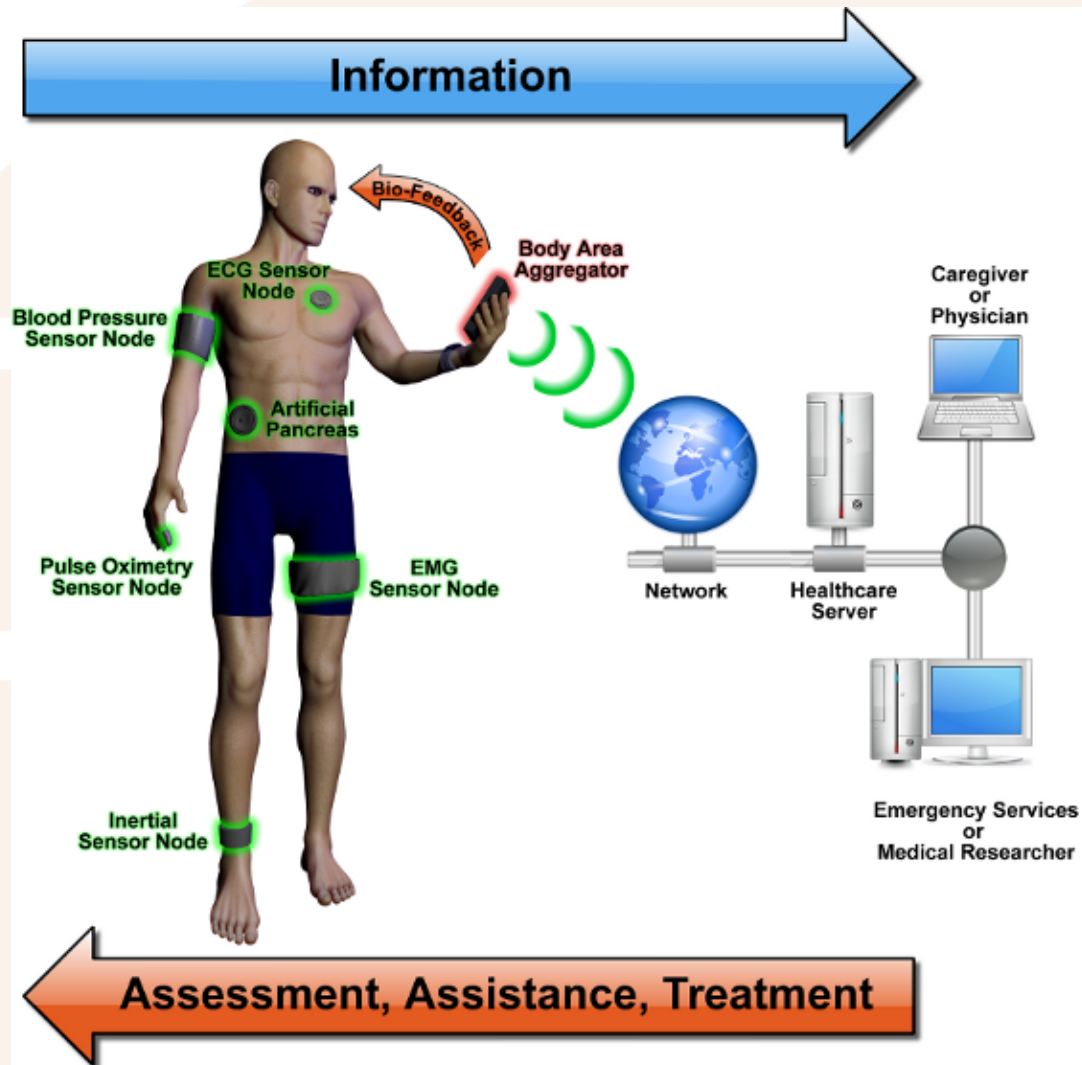 Information
Bio-Feedback
Body Area
Aggregator
ECG Sensor
Node
Blood Pressure
Sensor Node
Caregiver
or
Physician
Artificial
Pancreas
Pulse Oximetry
Sensor Node
EMG
Sensor Node
Network
Healthcare
Server
Inertial
Sensor Node
Emergency Services
or
Medical Researcher
Assessment, Assistance, Treatment